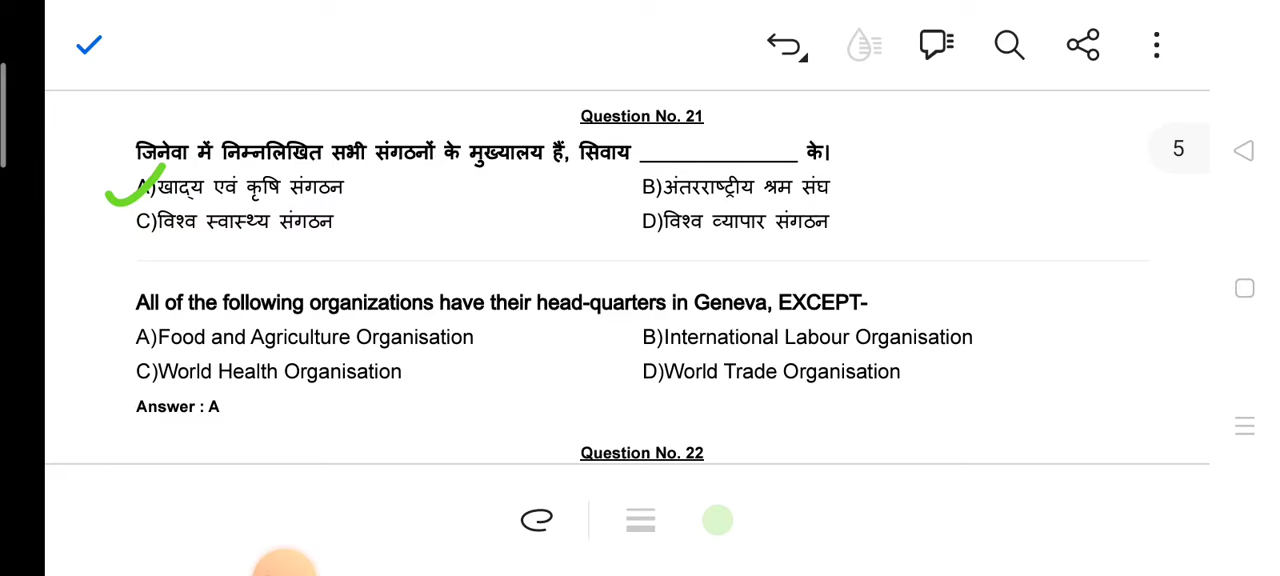 Question No. 21
जिनेवा में निम्नलिखित सभी संगठनों के मुख्यालय हैं, सिवाय ______________ के।
5
A)खाद्य एवं कृषि संगठन B)अंतरराष्ट्रीय श्रम संघ
C)विश्व स्वास्थ्य संगठन D)विश्व व्यापार संगठन
All of the following organizations have their head-quarters in Geneva, EXCEPT-
A)Food and Agriculture Organisation B)International Labour Organisation
C)World Health Organisation D)World Trade Organisation
Answer : A
Question No. 22